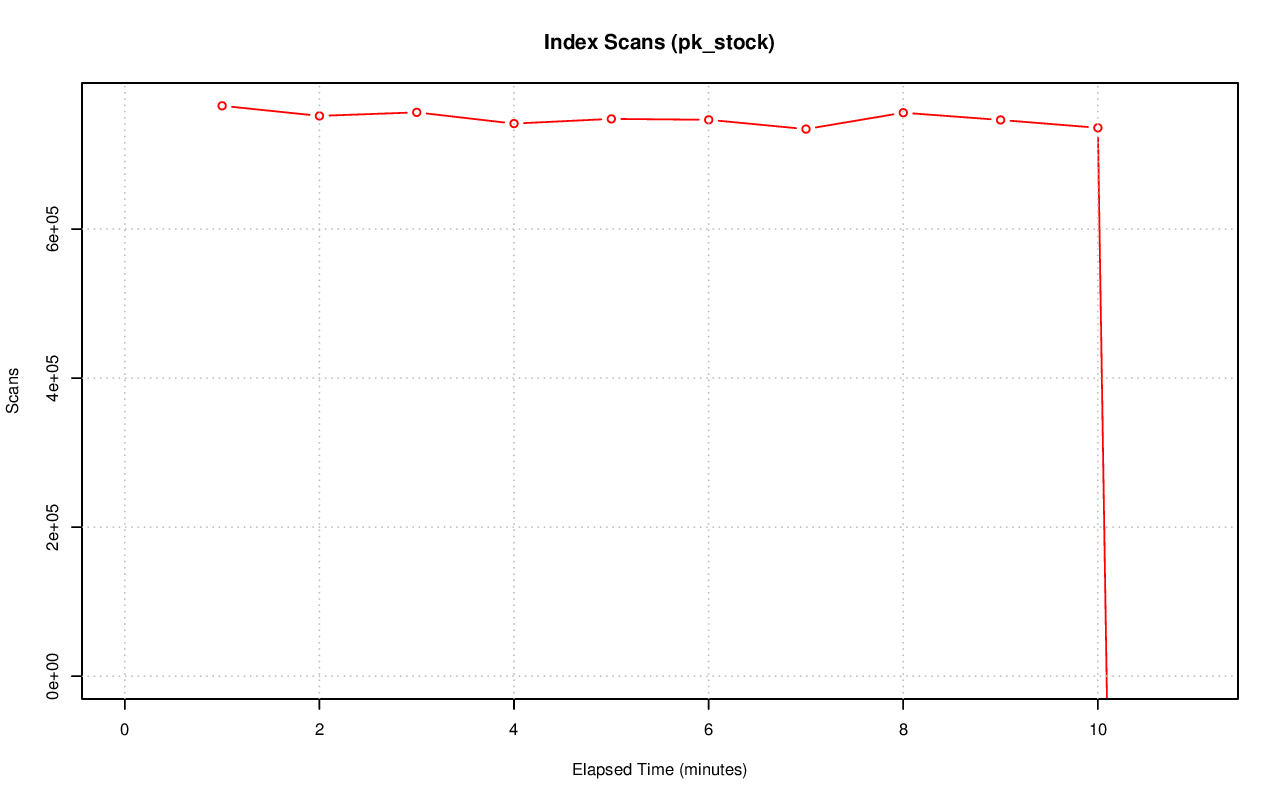 Index Scans (pk_stock)
Scans
6e+05
4e+05
2e+05
0e+00
0 2 4 6 8 10
Elapsed Time (minutes)